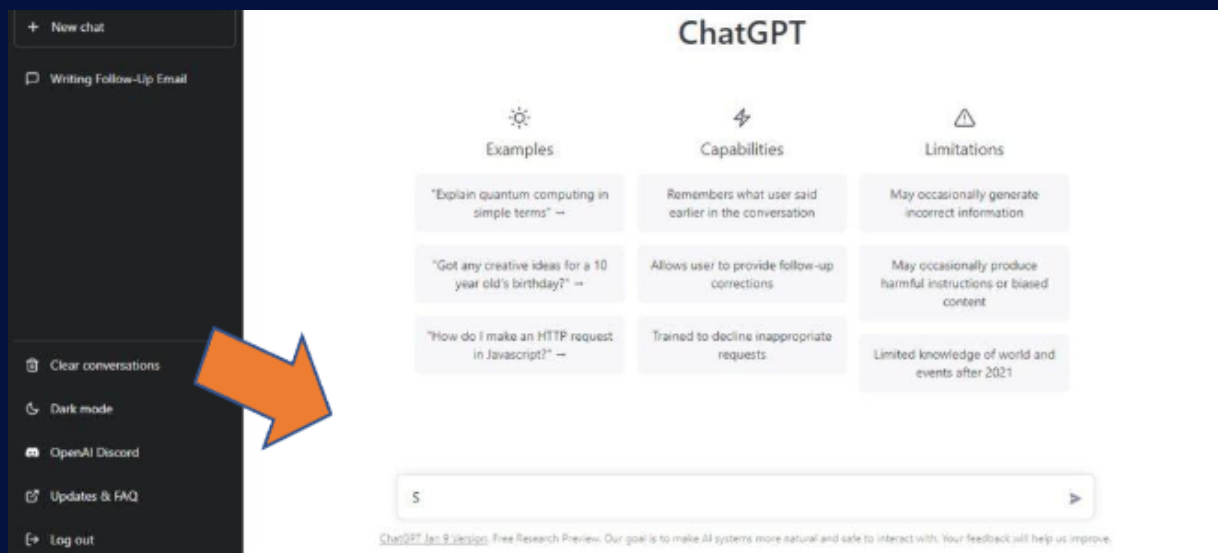 + New chat
Writing Follow-Up Email
Clear conversations
Dark mode
OpenAI Discord
Updates & FAQ
Log out
ChatGPT
Examples
"Explain quantum computing in
simple terms" →
"Got any creative ideas for a 10
year old's birthday?" →
"How do I make an HTTP request
in Javascript?" →
Capabilities
Remembers what user said
earlier in the conversation
Allows user to provide follow-up
corrections
Trained to decline inappropriate
requests
Limitations
May occasionally generate
incorrect information
May occasionally produce
harmful instructions or biased
content
Limited knowledge of world and
events after 2021
S
ChatGPT Jan 9 Version. Free Research Preview. Our goal is to make AI systems more natural and safe to interact with. Your feedback will help us improve.